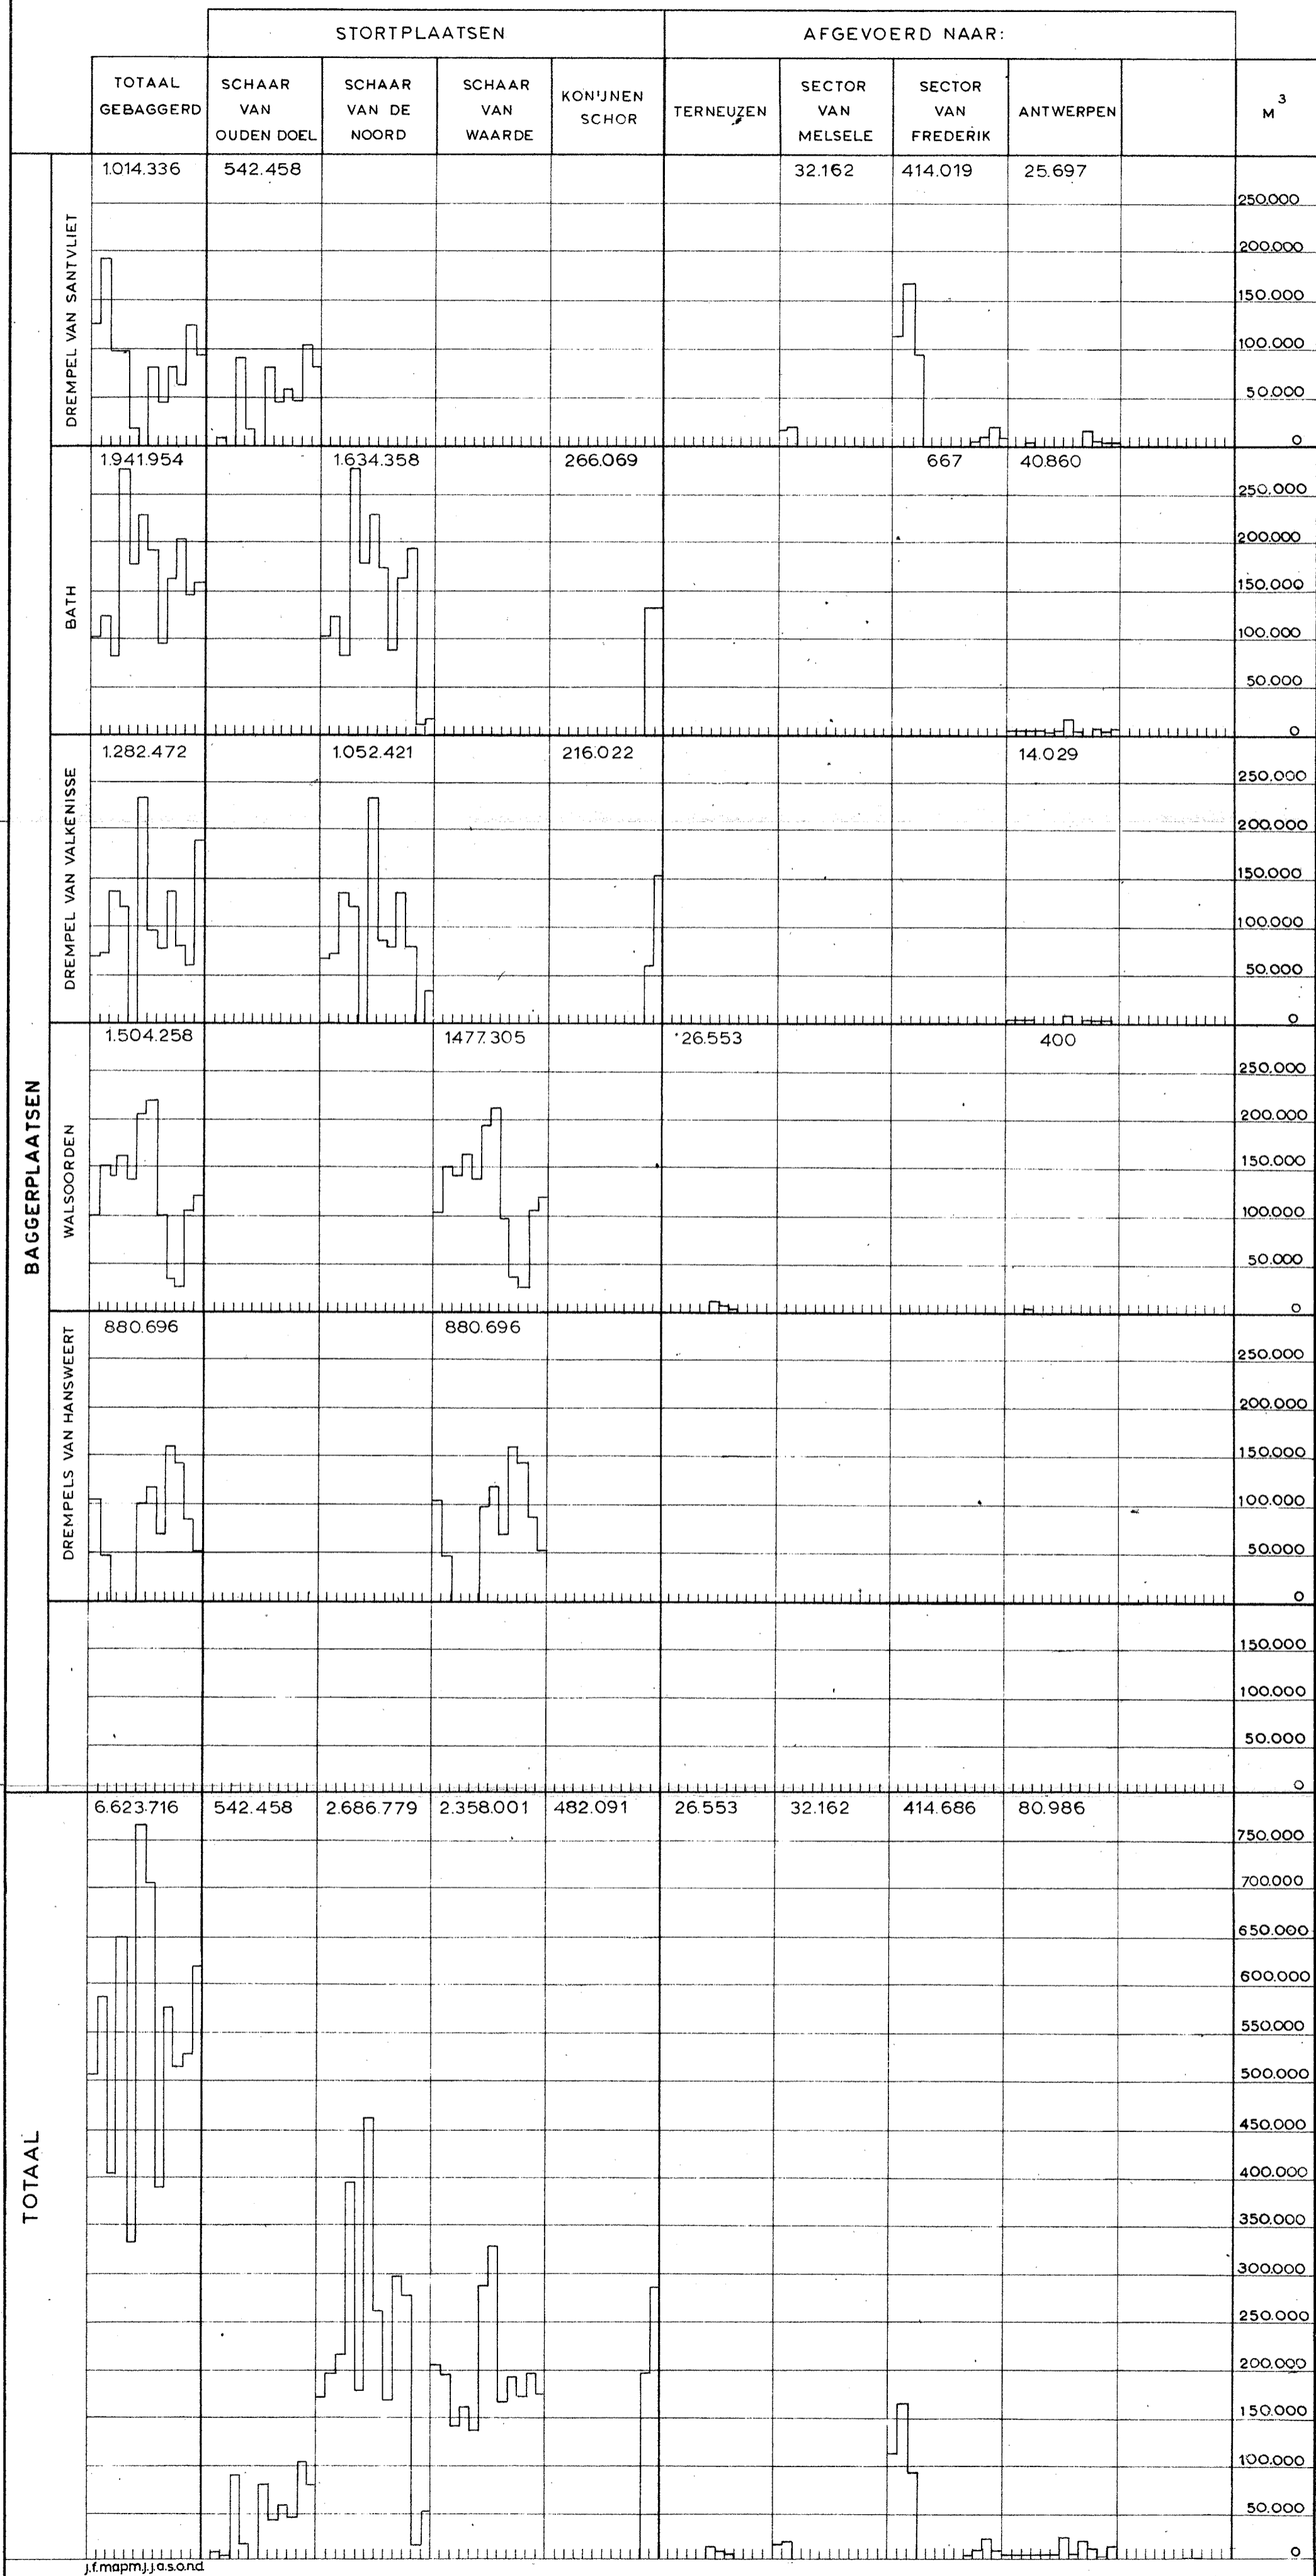 STORTPLAATSEN
AFGEVOERD NAAR:
TOTAAL
GEBAGGERD
SCHAAR
VAN
OUDEN DOEL
SCHAAR
VAN DE
NOORD
SCHAAR
VAN
WAARDE
KONIJNEN
SCHOR
TERNEUZEN
SECTOR
VAN
MELSELE
SECTOR
VAN
FREDERIK
ANTWERPEN
M³
BAGGERPLAATSEN
DREMPEL VAN SANTVLIET
1.014.336 542.458 32.162 414.019 25.697
250.000
200.000
150.000
100.000
50.000
0
BATH
1.941.954 1.634.358 266.069 667 40.860
250.000
200.000
150.000
100.000
50.000
0
DREMPEL VAN VALKENISSE
1.282.472 1.052.421 216.022 14.029
250.000
200.000
150.000
100.000
50.000
0
WALSOORDEN
1.504.258 1477.305 26.553 400
250.000
200.000
150.000
100.000
50.000
0
DREMPELS VAN HANSWEERT
880.696 880.696
250.000
200.000
150.000
100.000
50.000
0
150.000
100.000
50.000
0
TOTAAL
6.623.716 542.458 2.686.779 2.358.001 482.091 26.553 32.162 414.686 80.986
750.000
700.000
650.000
600.000
550.000
500.000
450.000
400.000
350.000
300.000
250.000
200.000
150.000
100.000
50.000
0
j.f.m.a.p.m.j.j.a.s.o.n.d